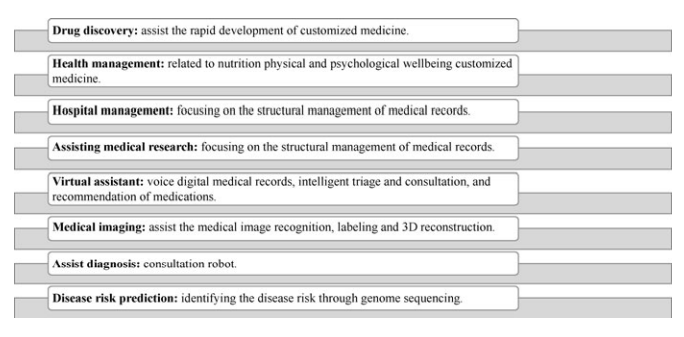 Drug discovery: assist the rapid development of customized medicine.
Health management: related to nutrition physical and psychological wellbeing customized
medicine.
Hospital management: focusing on the structural management of medical records.
Assisting medical research: focusing on the structural management of medical records.
Virtual assistant: voice digital medical records, intelligent triage and consultation, and
recommendation of medications.
Medical imaging: assist the medical image recognition, labeling and 3D reconstruction.
Assist diagnosis: consultation robot.
Disease risk prediction: identifying the disease risk through genome sequencing.